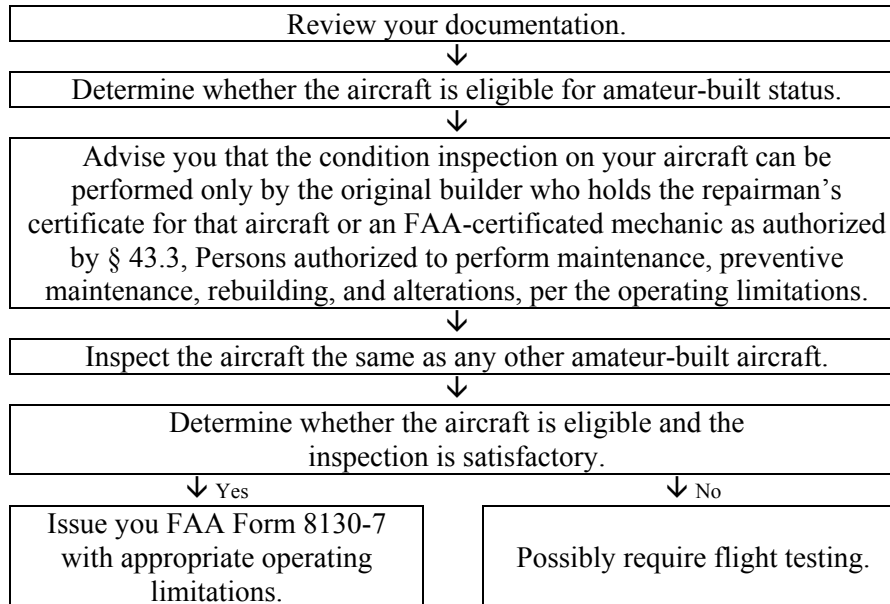 Review your documentation.
↓
Determine whether the aircraft is eligible for amateur-built status.
↓
Advise you that the condition inspection on your aircraft can be
performed only by the original builder who holds the repairman’s
certificate for that aircraft or an FAA-certificated mechanic as authorized
by § 43.3, Persons authorized to perform maintenance, preventive
maintenance, rebuilding, and alterations, per the operating limitations.
↓
Inspect the aircraft the same as any other amateur-built aircraft.
↓
Determine whether the aircraft is eligible and the
inspection is satisfactory.
↓ Yes
↓ No
Issue you FAA Form 8130-7
with appropriate operating
limitations.
Possibly require flight testing.